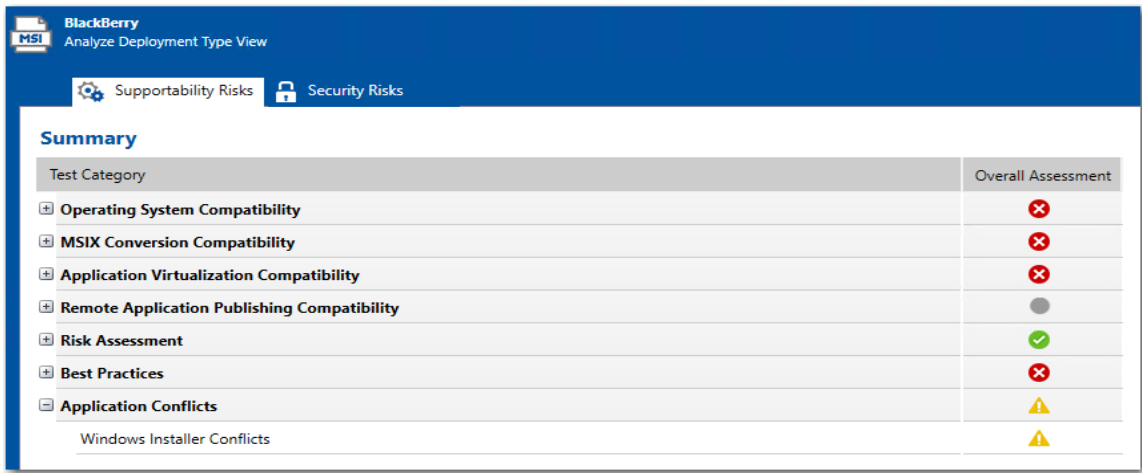 BlackBerry
MSI
Analyze Deployment Type View
Supportability Risks Security Risks
Summary
Test Category Overall Assessment
Operating System Compatibility
MSIX Conversion Compatibility
Application Virtualization Compatibility
Remote Application Publishing Compatibility
Risk Assessment
Best Practices
Application Conflicts
Windows Installer Conflicts